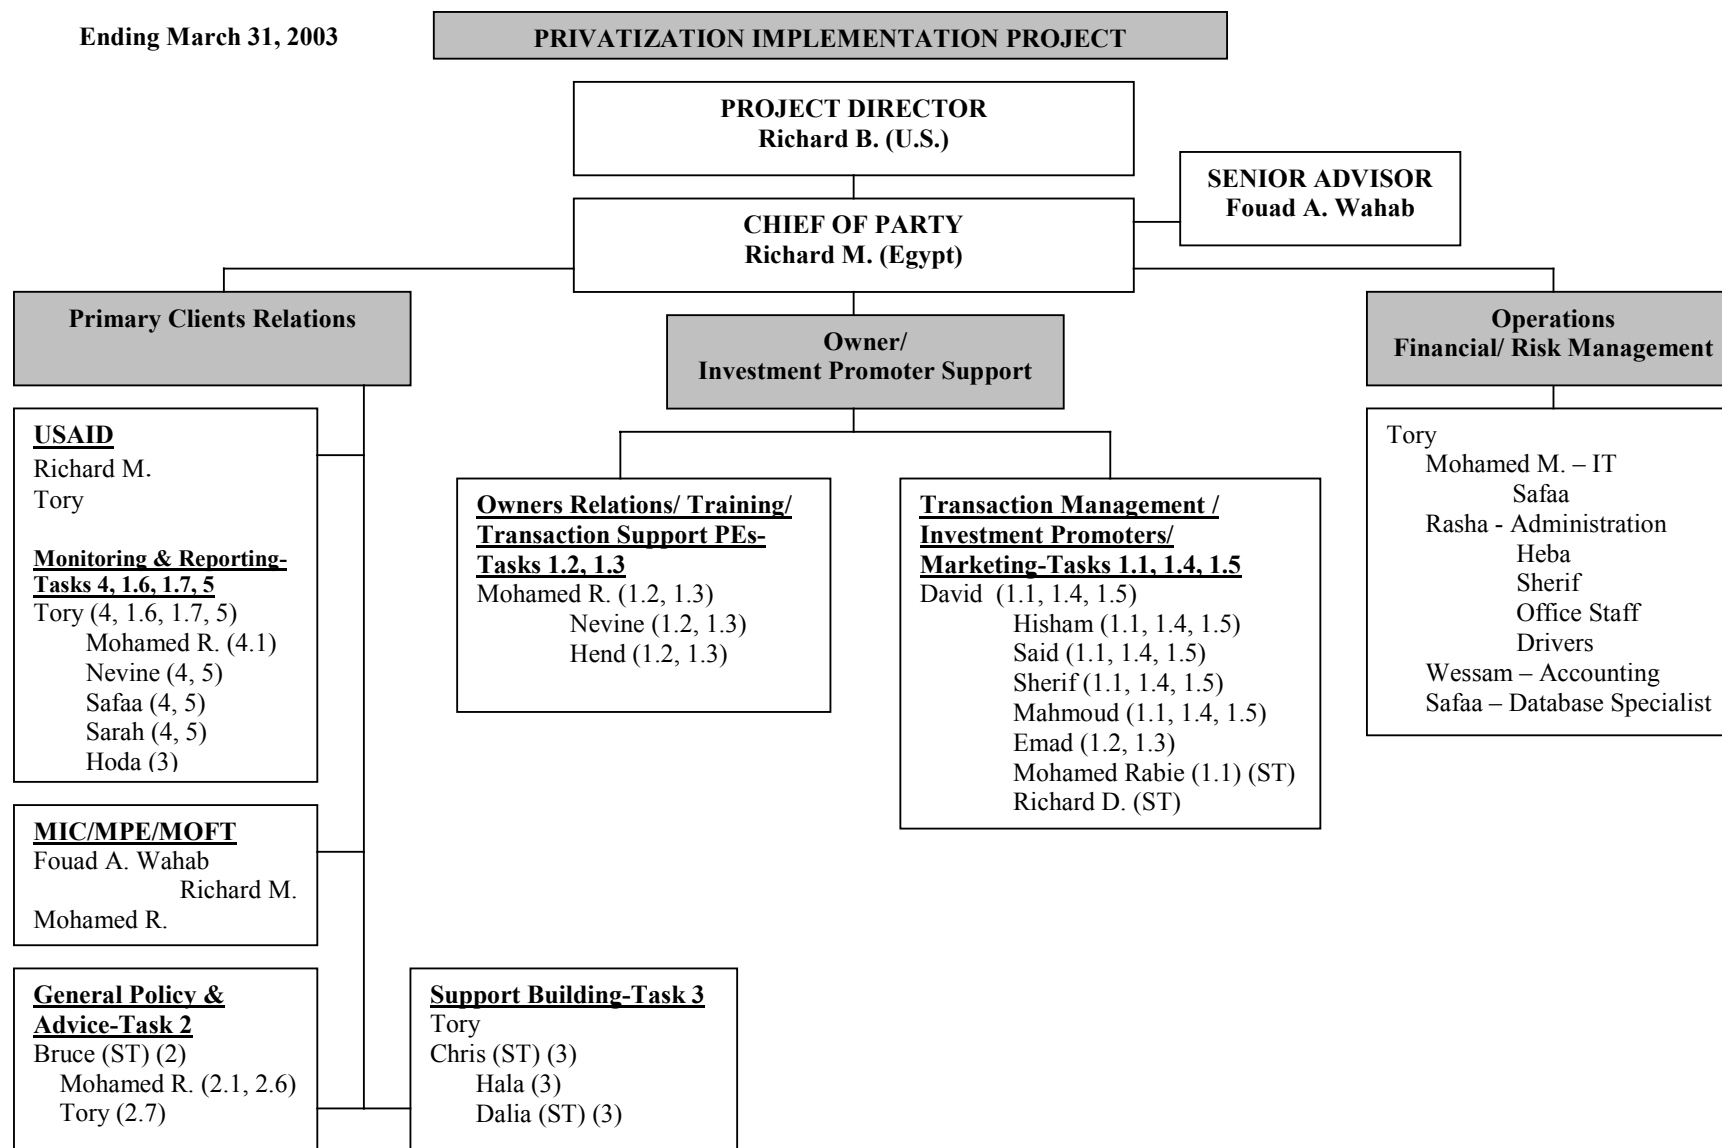 Ending March 31, 2003
PRIVATIZATION IMPLEMENTATION PROJECT
PROJECT DIRECTOR
Richard B. (U.S.)
SENIOR ADVISOR
Fouad A. Wahab
CHIEF OF PARTY
Richard M. (Egypt)
Primary Clients Relations
Owner/
Investment Promoter Support
Operations
Financial/ Risk Management
USAID
Richard M.
Tory
Monitoring & Reporting-
Tasks 4, 1.6, 1.7, 5
Tory (4, 1.6, 1.7, 5)
Mohamed R. (4.1)
Nevine (4, 5)
Safaa (4, 5)
Sarah (4, 5)
Hoda (3)
Owners Relations/ Training/
Transaction Support PEs-
Tasks 1.2, 1.3
Mohamed R. (1.2, 1.3)
Nevine (1.2, 1.3)
Hend (1.2, 1.3)
Transaction Management /
Investment Promoters/
Marketing-Tasks 1.1, 1.4, 1.5
David (1.1, 1.4, 1.5)
Hisham (1.1, 1.4, 1.5)
Said (1.1, 1.4, 1.5)
Sherif (1.1, 1.4, 1.5)
Mahmoud (1.1, 1.4, 1.5)
Emad (1.2, 1.3)
Mohamed Rabie (1.1) (ST)
Richard D. (ST)
Tory
Mohamed M. – IT
Safaa
Rasha - Administration
Heba
Sherif
Office Staff
Drivers
Wessam – Accounting
Safaa – Database Specialist
MIC/MPE/MOFT
Fouad A. Wahab
Richard M.
Mohamed R.
General Policy &
Advice-Task 2
Bruce (ST) (2)
Mohamed R. (2.1, 2.6)
Tory (2.7)
Support Building-Task 3
Tory
Chris (ST) (3)
Hala (3)
Dalia (ST) (3)